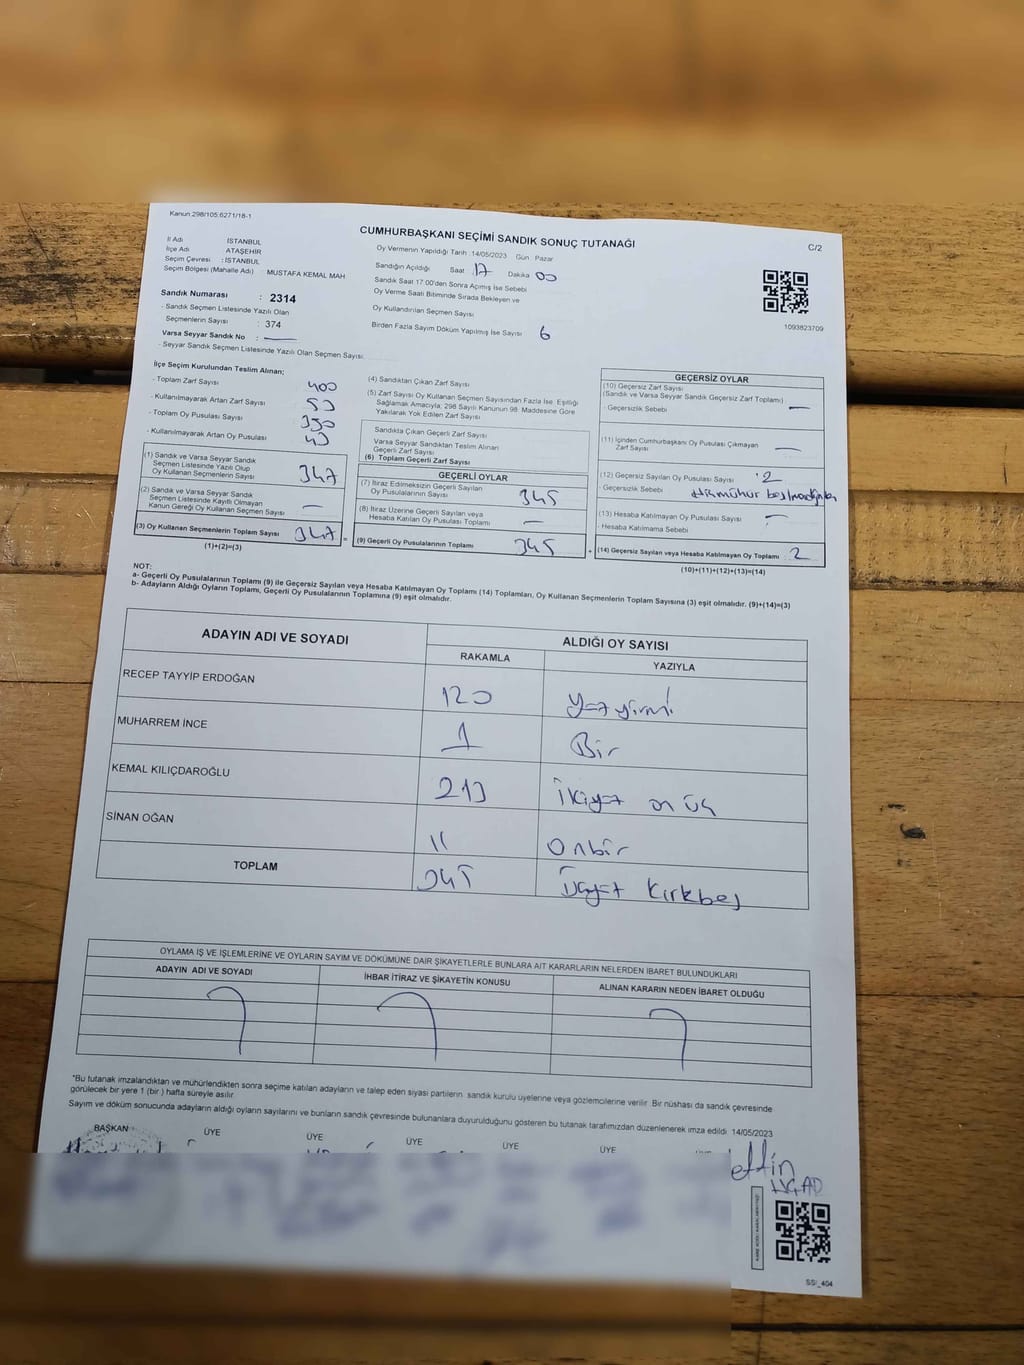 Kanun:298/105;6271/18-1
CUMHURBAŞKANI SEÇİMİ SANDIK SONUÇ TUTANAĞI
C/2
İl Adı : İSTANBUL
İlçe Adı : ATAŞEHİR
Seçim Çevresi : İSTANBUL
Seçim Bölgesi (Mahalle Adı) : MUSTAFA KEMAL MAH
Sandık Numarası : 2314
- Sandık Seçmen Listesinde Yazılı Olan
Seçmenlerin Sayısı : 374
Varsa Seyyar Sandık No : —
- Seyyar Sandık Seçmen Listesinde Yazılı Olan Seçmen Sayısı
Oy Vermenin Yapıldığı Tarih :14/05/2023 Gün : Pazar
Sandığın Açıldığı Saat 17 Dakika 00
Sandık Saat 17.00'den Sonra Açılmış İse Sebebi
Oy Verme Saati Bitiminde Sırada Bekleyen ve
Oy Kullandırılan Seçmen Sayısı
Birden Fazla Sayım Döküm Yapılmış İse Sayısı 6
1093823709
İlçe Seçim Kurulundan Teslim Alınan;
- Toplam Zarf Sayısı 400
- Kullanılmayarak Artan Zarf Sayısı 50
- Toplam Oy Pusulası Sayısı
- Kullanılmayarak Artan Oy Pusulası
(1) Sandık ve Varsa Seyyar Sandık
Seçmen Listesinde Yazılı Olup
Oy Kullanan Seçmenlerin Sayısı 347
(2) Sandık ve Varsa Seyyar Sandık
Seçmen Listesinde Kayıtlı Olmayan
Kanun Gereği Oy Kullanan Seçmen Sayısı —
(3) Oy Kullanan Seçmenlerin Toplam Sayısı 347 =
(1)+(2)=(3)
(4) Sandıktan Çıkan Zarf Sayısı
(5) Zarf Sayısı Oy Kullanan Seçmen Sayısından Fazla İse, Eşitliği
Sağlamak Amacıyla; 298 Sayılı Kanunun 98. Maddesine Göre
Yakılarak Yok Edilen Zarf Sayısı
Sandıkta Çıkan Geçerli Zarf Sayısı
Varsa Seyyar Sandıktan Teslim Alınan
Geçerli Zarf Sayısı
(6) Toplam Geçerli Zarf Sayısı
GEÇERLİ OYLAR
(7) İtiraz Edilmeksizin Geçerli Sayılan
Oy Pusulalarının Sayısı 345
(8) İtiraz Üzerine Geçerli Sayılan veya
Hesaba Katılan Oy Pusulası Toplamı —
(9) Geçerli Oy Pusulalarının Toplamı 345 +
GEÇERSİZ OYLAR
(10) Geçersiz Zarf Sayısı
(Sandık ve Varsa Seyyar Sandık Geçersiz Zarf Toplamı) —
- Geçersizlik Sebebi
(11) İçinden Cumhurbaşkanı Oy Pusulası Çıkmayan
Zarf Sayısı —
(12) Geçersiz Sayılan Oy Pusulası Sayısı 2
- Geçersizlik Sebebi
(13) Hesaba Katılmayan Oy Pusulası Sayısı —
- Hesaba Katılmama Sebebi
(14) Geçersiz Sayılan veya Hesaba Katılmayan Oy Toplamı 2
(10)+(11)+(12)+(13)=(14)
NOT:
a- Geçerli Oy Pusulalarının Toplamı (9) ile Geçersiz Sayılan veya Hesaba Katılmayan Oy Toplamı (14) Toplamları, Oy Kullanan Seçmenlerin Toplam Sayısına (3) eşit olmalıdır. (9)+(14)=(3)
b- Adayların Aldığı Oyların Toplamı, Geçerli Oy Pusulalarının Toplamına (9) eşit olmalıdır.
ADAYIN ADI VE SOYADI
ALDIĞI OY SAYISI
RAKAMLA YAZIYLA
RECEP TAYYİP ERDOĞAN 120 Yüzyirmi
MUHARREM İNCE 1 Bir
KEMAL KILIÇDAROĞLU 213 İkiyüz on üç
SİNAN OĞAN 11 Onbir
TOPLAM 345 Üçyüz Kırkbeş
OYLAMA İŞ VE İŞLEMLERİNE VE OYLARIN SAYIM VE DÖKÜMÜNE DAİR ŞİKAYETLERLE BUNLARA AİT KARARLARIN NELERDEN İBARET BULUNDUKLARI
ADAYIN ADI VE SOYADI İHBAR İTİRAZ VE ŞİKAYETİN KONUSU ALINAN KARARIN NEDEN İBARET OLDUĞU
*Bu tutanak imzalandıktan ve mühürlendikten sonra seçime katılan adayların ve talep eden siyasi partilerin sandık kurulu üyelerine veya gözlemcilerine verilir. Bir nüshası da sandık çevresinde
görülecek bir yere 1 (bir ) hafta süreyle asılır.
Sayım ve döküm sonucunda adayların aldığı oyların sayılarını ve bunların sandık çevresinde bulunanlara duyurulduğunu gösteren bu tutanak tarafımızdan düzenlenerek imza edildi. 14/05/2023
BAŞKAN ÜYE ÜYE ÜYE ÜYE ÜYE
SSİ_404